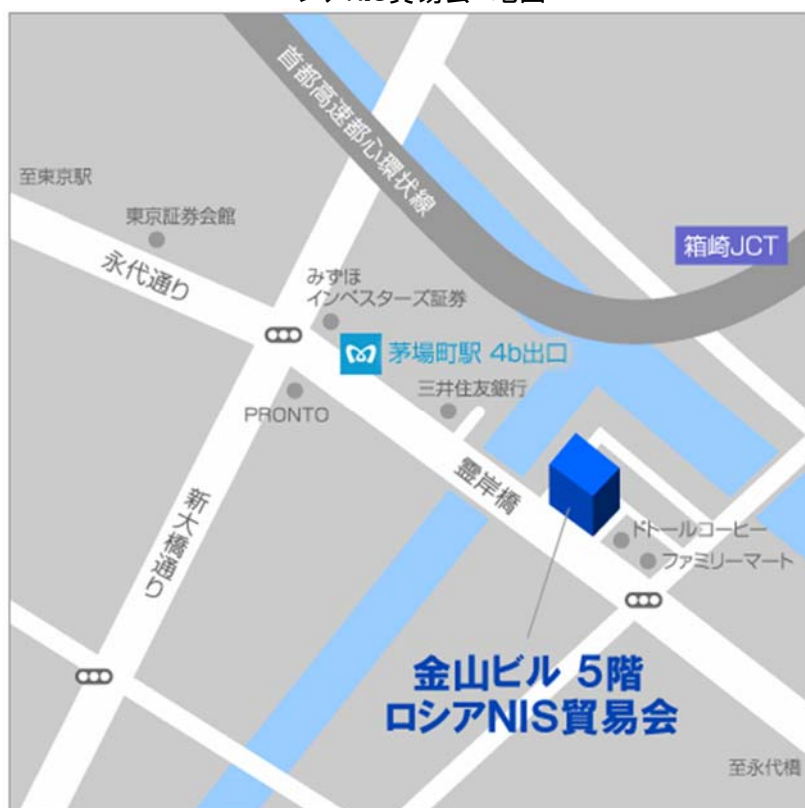 首都高速都心環状線
至東京駅
東京証券会館
箱崎JCT
永代通り
みずほ
インベスターズ証券
茅場町駅 4b出口
三井住友銀行
PRONTO
霊岸橋
新大橋通り
ドトールコーヒー
ファミリーマート
金山ビル 5階
ロシアNIS貿易会
至永代橋